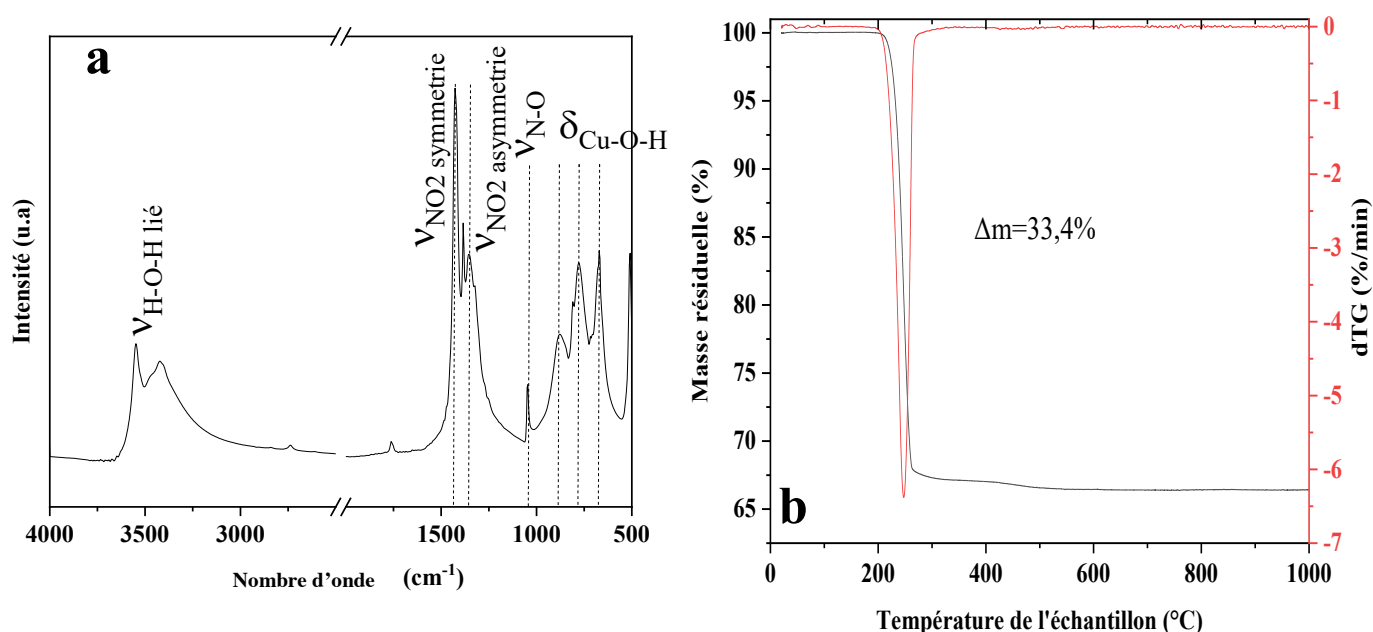 a
νH-O-H lié
νNO2 symmetrie
νNO2 asymmetrie
νN-O
δCu-O-H
Intensité (u.a)
4000 3500 3000 1500 1000 500
Nombre d’onde (cm-1)
b
Δm=33,4%
Masse résiduelle (%)
100
95
90
85
80
75
70
65
0 200 400 600 800 1000
Température de l'échantillon (°C)
dTG (%/min)
0
-1
-2
-3
-4
-5
-6
-7